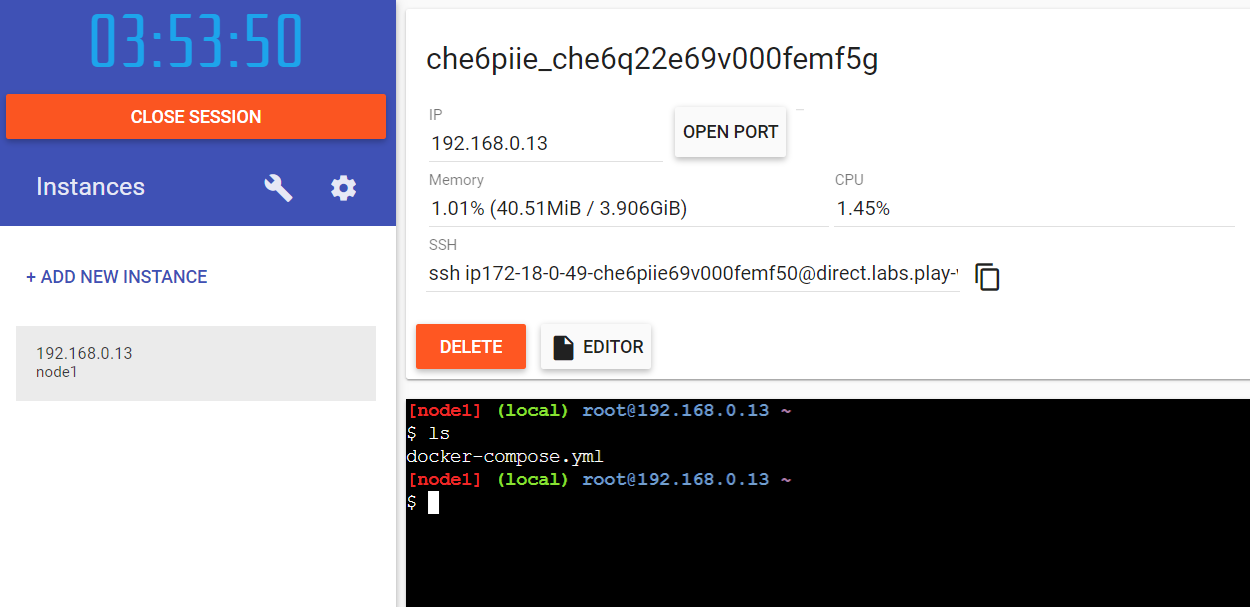 03:53:50
CLOSE SESSION
Instances
+ ADD NEW INSTANCE
192.168.0.13
node1
che6piie_che6q22e69v000femf5g
IP
192.168.0.13
OPEN PORT
Memory
1.01% (40.51MiB / 3.906GiB)
CPU
1.45%
SSH
ssh ip172-18-0-49-che6piie69v000femf50@direct.labs.play-
DELETE
EDITOR
[node1] (local) root@192.168.0.13 ~
$ ls
docker-compose.yml
[node1] (local) root@192.168.0.13 ~
$